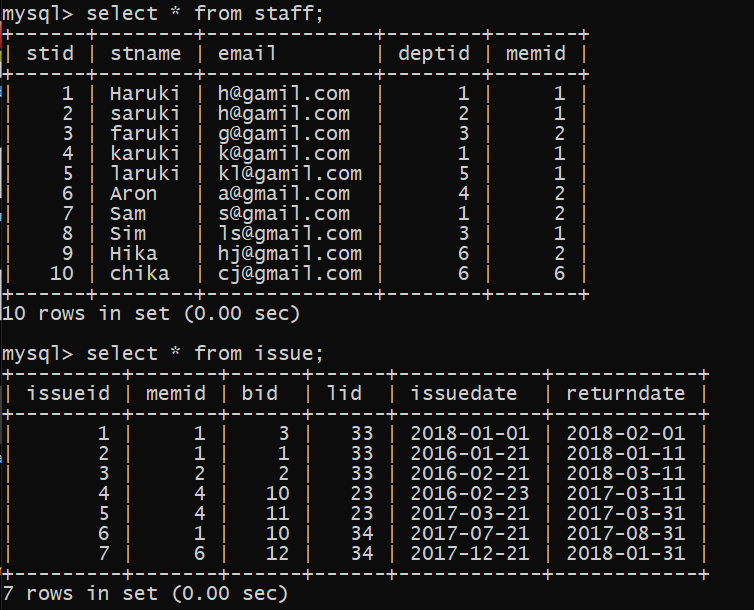 mysql> select * from staff;
+------+--------+--------------+--------+-------+
| stid | stname | email        | deptid | memid |
+------+--------+--------------+--------+-------+
|    1 | Haruki | h@gamil.com  |      1 |     1 |
|    2 | saruki | h@gamil.com  |      2 |     1 |
|    3 | faruki | g@gamil.com  |      3 |     2 |
|    4 | karuki | k@gamil.com  |      1 |     1 |
|    5 | laruki | kl@gamil.com |      5 |     1 |
|    6 | Aron   | a@gmail.com  |      4 |     2 |
|    7 | Sam    | s@gmail.com  |      1 |     2 |
|    8 | Sim    | ls@gmail.com |      3 |     1 |
|    9 | Hika   | hj@gmail.com |      6 |     2 |
|   10 | chika  | cj@gmail.com |      6 |     6 |
+------+--------+--------------+--------+-------+
10 rows in set (0.00 sec)
mysql> select * from issue;
+---------+-------+------+------+------------+------------+
| issueid | memid | bid  | lid  | issuedate  | returndate |
+---------+-------+------+------+------------+------------+
|       1 |     1 |    3 |   33 | 2018-01-01 | 2018-02-01 |
|       2 |     1 |    1 |   33 | 2016-01-21 | 2018-01-11 |
|       3 |     2 |    2 |   33 | 2016-02-21 | 2018-03-11 |
|       4 |     4 |   10 |   23 | 2016-02-23 | 2017-03-11 |
|       5 |     4 |   11 |   23 | 2017-03-21 | 2017-03-31 |
|       6 |     1 |   10 |   34 | 2017-07-21 | 2017-08-31 |
|       7 |     6 |   12 |   34 | 2017-12-21 | 2018-01-31 |
+---------+-------+------+------+------------+------------+
7 rows in set (0.00 sec)